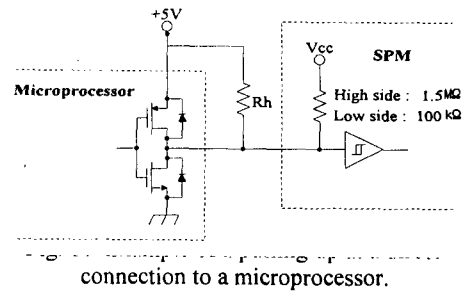 +5V
Vcc
SPM
Microprocessor
Rh
High side : 1.5MΩ
Low side : 100 kΩ
connection to a microprocessor.